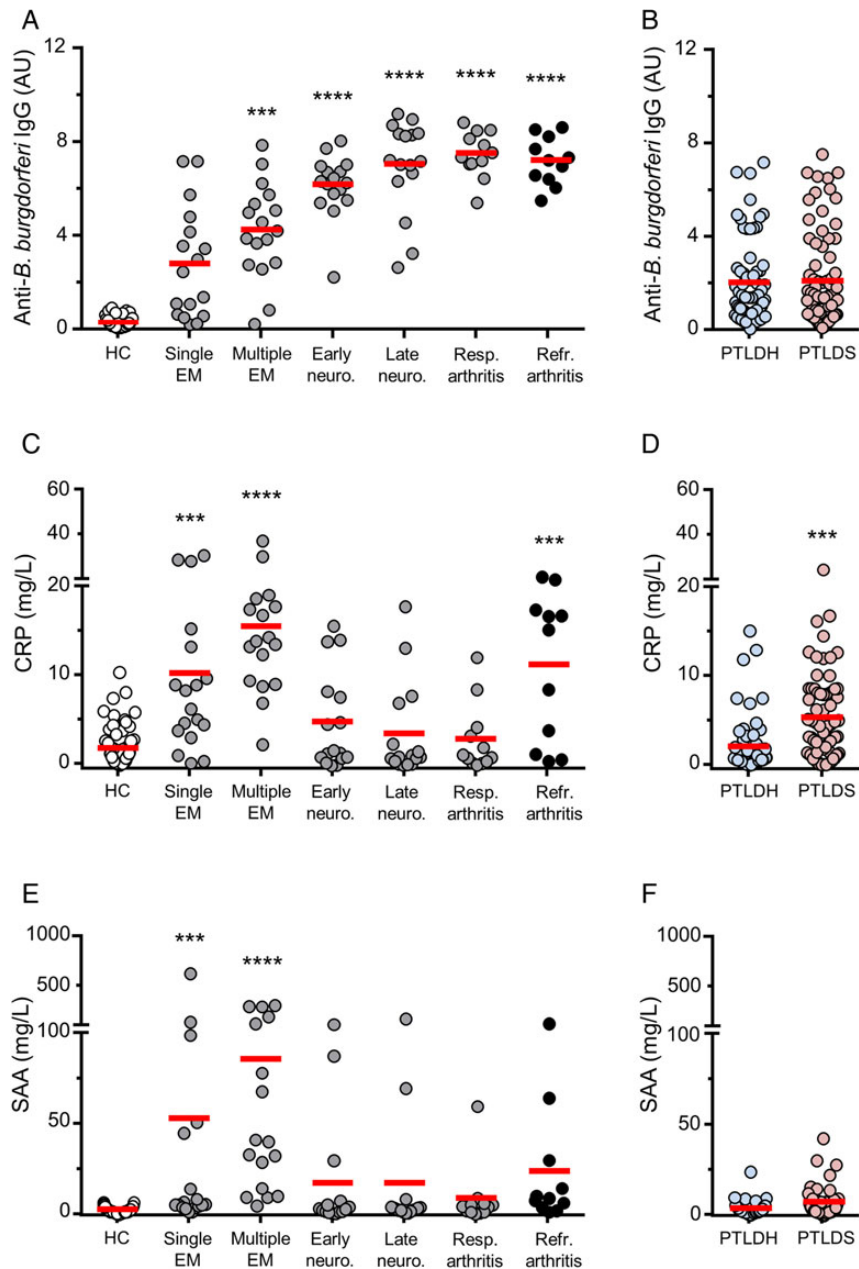 A
Anti-B. burgdorferi IgG (AU)
12
8
4
0
*** **** **** **** ****
HC Single EM Multiple EM Early neuro. Late neuro. Resp. arthritis Refr. arthritis
B
Anti-B. burgdorferi IgG (AU)
12
8
4
0
PTLDH PTLDS
C
CRP (mg/L)
60
40
20
10
0
*** **** ***
HC Single EM Multiple EM Early neuro. Late neuro. Resp. arthritis Refr. arthritis
D
CRP (mg/L)
60
40
20
10
0
***
PTLDH PTLDS
E
SAA (mg/L)
1000
500
100
50
0
*** ****
HC Single EM Multiple EM Early neuro. Late neuro. Resp. arthritis Refr. arthritis
F
SAA (mg/L)
1000
500
100
50
0
PTLDH PTLDS